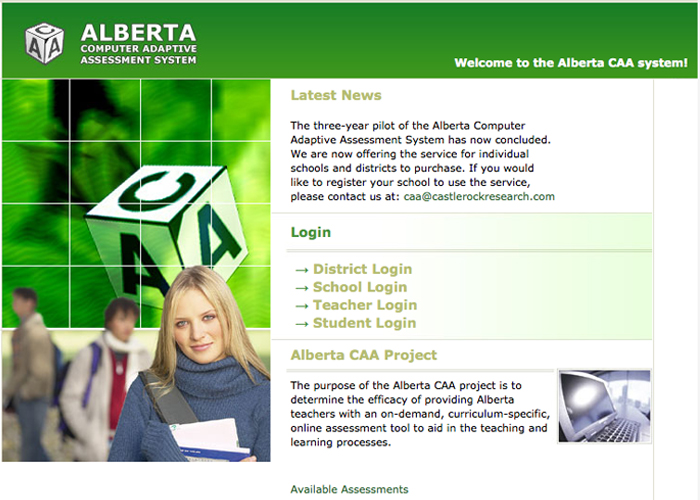 ALBERTA
COMPUTER ADAPTIVE
ASSESSMENT SYSTEM
CAA
Welcome to the Alberta CAA system!
CAA
Latest News
The three-year pilot of the Alberta Computer
Adaptive Assessment System has now concluded.
We are now offering the service for individual
schools and districts to purchase. If you would
like to register your school to use the service,
please contact us at: caa@castlerockresearch.com
Login
→ District Login
→ School Login
→ Teacher Login
→ Student Login
Alberta CAA Project
The purpose of the Alberta CAA project is to
determine the efficacy of providing Alberta
teachers with an on-demand, curriculum-specific,
online assessment tool to aid in the teaching and
learning processes.
Available Assessments